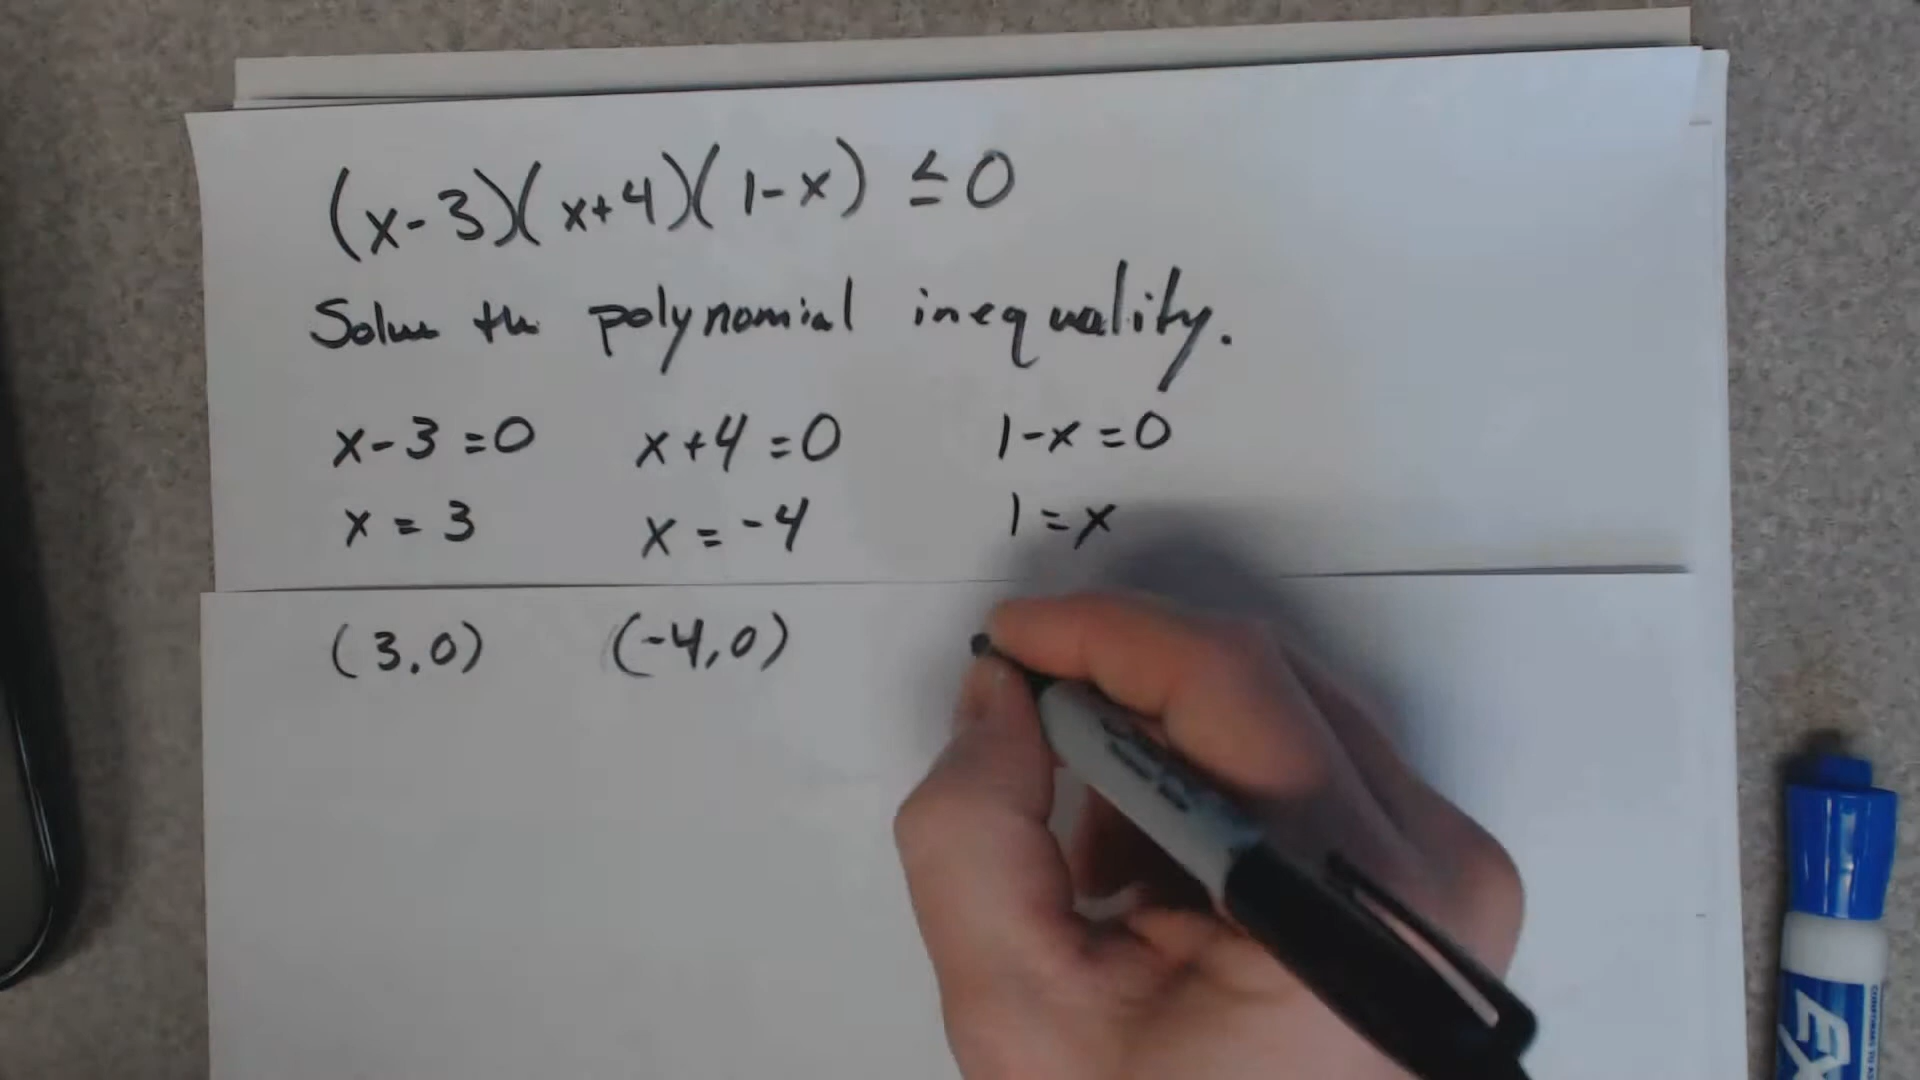 (x-3)(x+4)(1-x) ≤ 0
Solve the polynomial inequality.
x-3=0 x+4=0 1-x=0
x=3 x=-4 1=x
(3,0) (-4,0)
EX